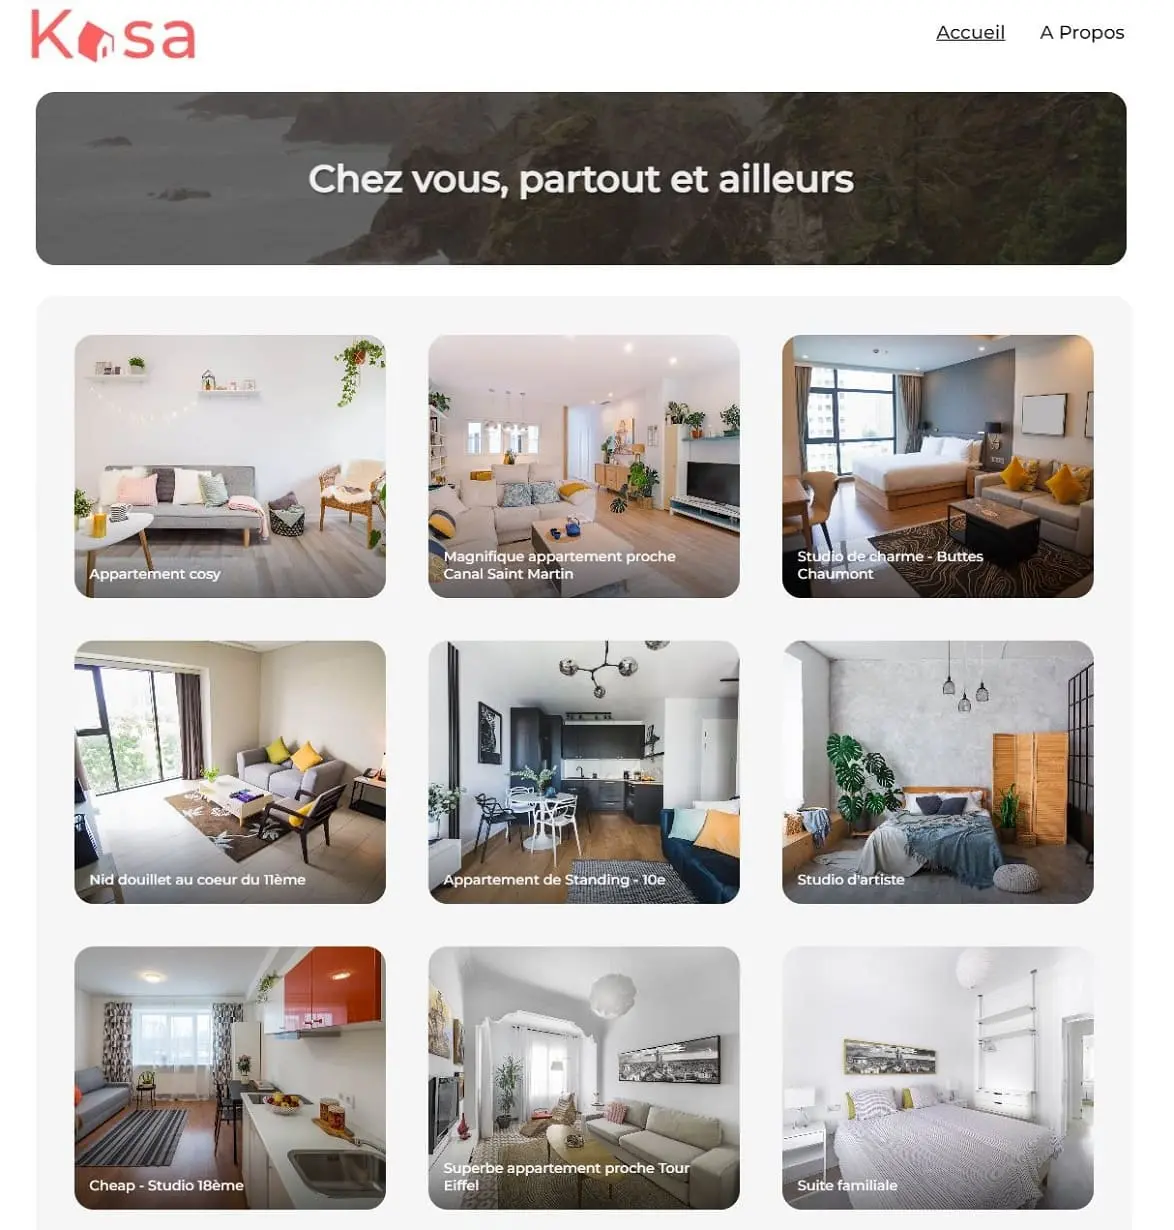 Kasa
Accueil
A Propos
Chez vous, partout et ailleurs
Appartement cosy
Magnifique appartement proche
Canal Saint Martin
Studio de charme - Buttes
Chaumont
Nid douillet au coeur du 11ème
Appartement de Standing - 10e
Studio d'artiste
Cheap - Studio 18ème
Superbe appartement proche Tour
Eiffel
Suite familiale